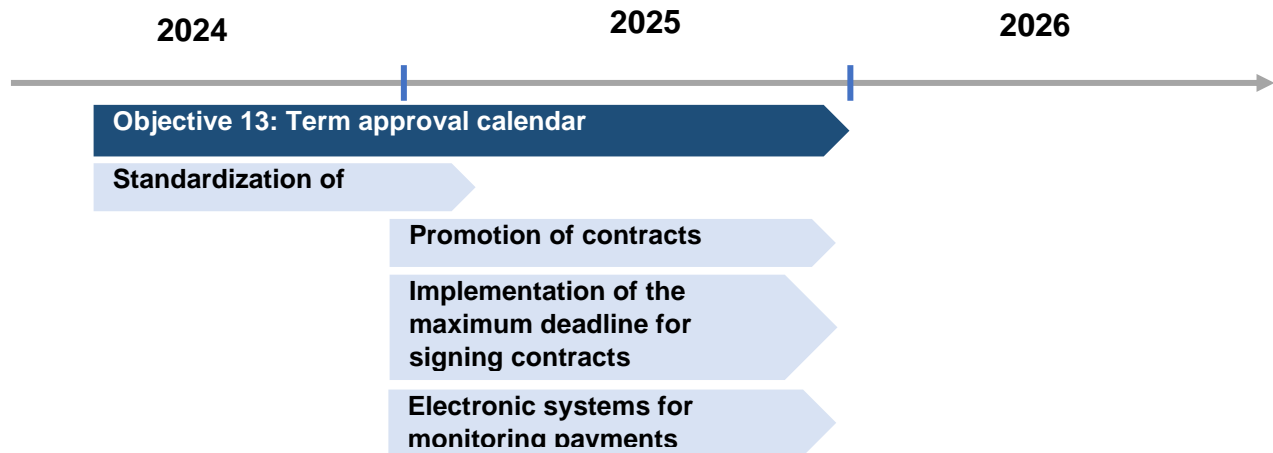 2024 2025 2026
Objective 13: Term approval calendar
Standardization of
Promotion of contracts
Implementation of the
maximum deadline for
signing contracts
Electronic systems for
monitoring payments